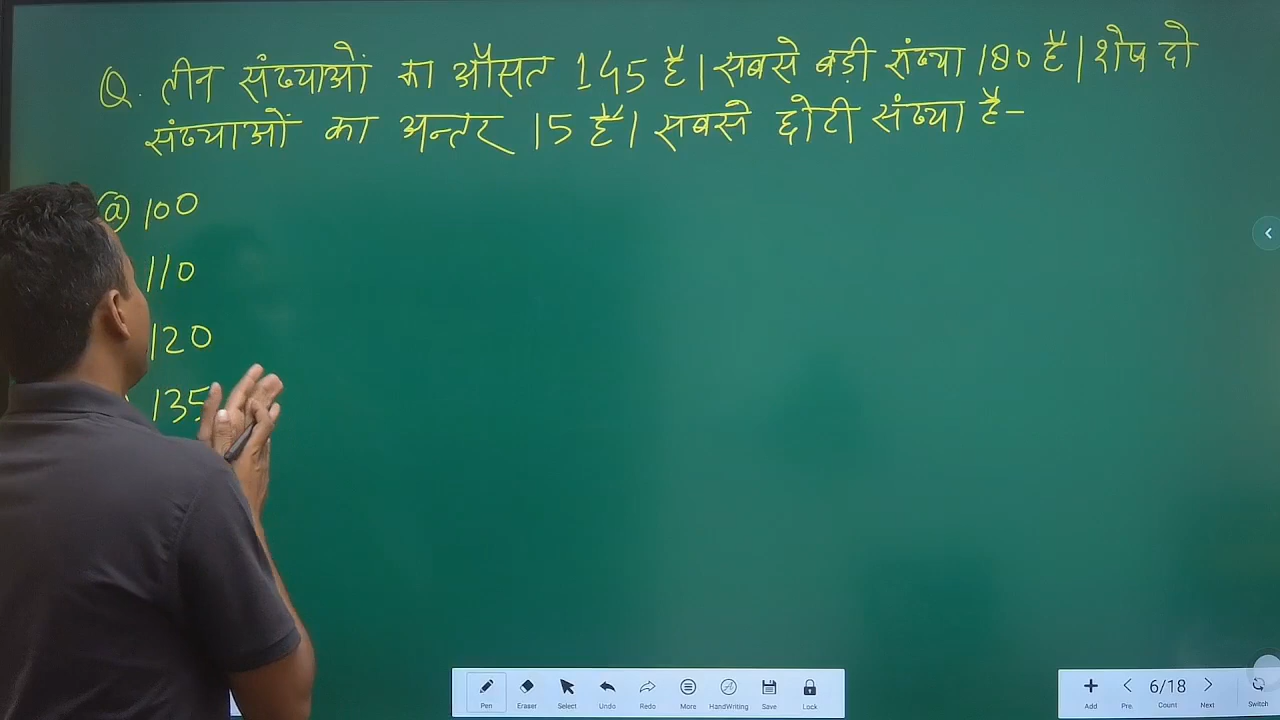 Q. तीन संख्याओं का औसत 145 है। सबसे बड़ी संख्या 180 है। शेष दो
संख्याओं का अन्तर 15 है। सबसे छोटी संख्या है-
ⓐ 100
110
120
135
Pen Eraser Select Undo Redo More HandWriting Save Lock
Add Pre. 6/18 Count Next Switch